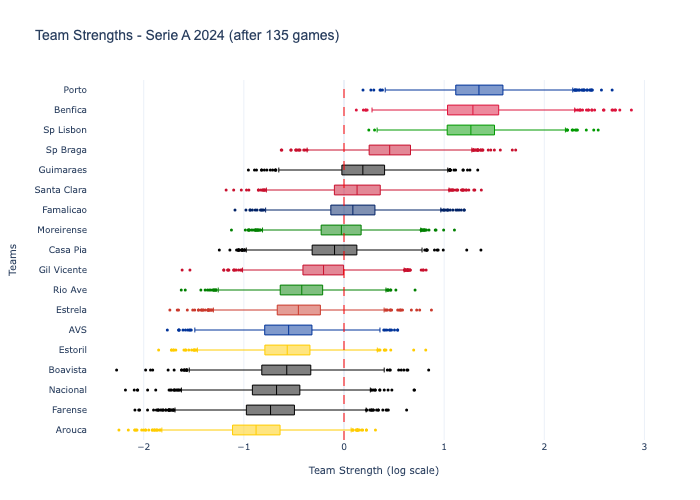 Team Strengths - Serie A 2024 (after 135 games)
Porto
Benfica
Sp Lisbon
Sp Braga
Guimaraes
Santa Clara
Famalicao
Moreirense
Casa Pia
Gil Vicente
Rio Ave
Estrela
AVS
Estoril
Boavista
Nacional
Farense
Arouca
Teams
−2 −1 0 1 2 3
Team Strength (log scale)